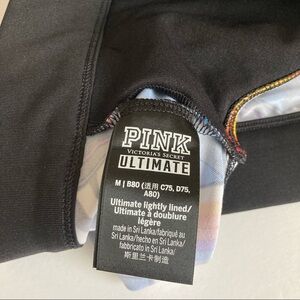 PINK
VICTORIA'S SECRET
ULTIMATE
M | B80 (适用 C75, D75,
A80)
Ultimate lightly lined/
Ultimate à doublure
légère
made in Sri Lanka/fabriqué au
Sri Lanka/hecho en Sri Lanka/
fabbricato in Sri Lanka/
斯里兰卡制造